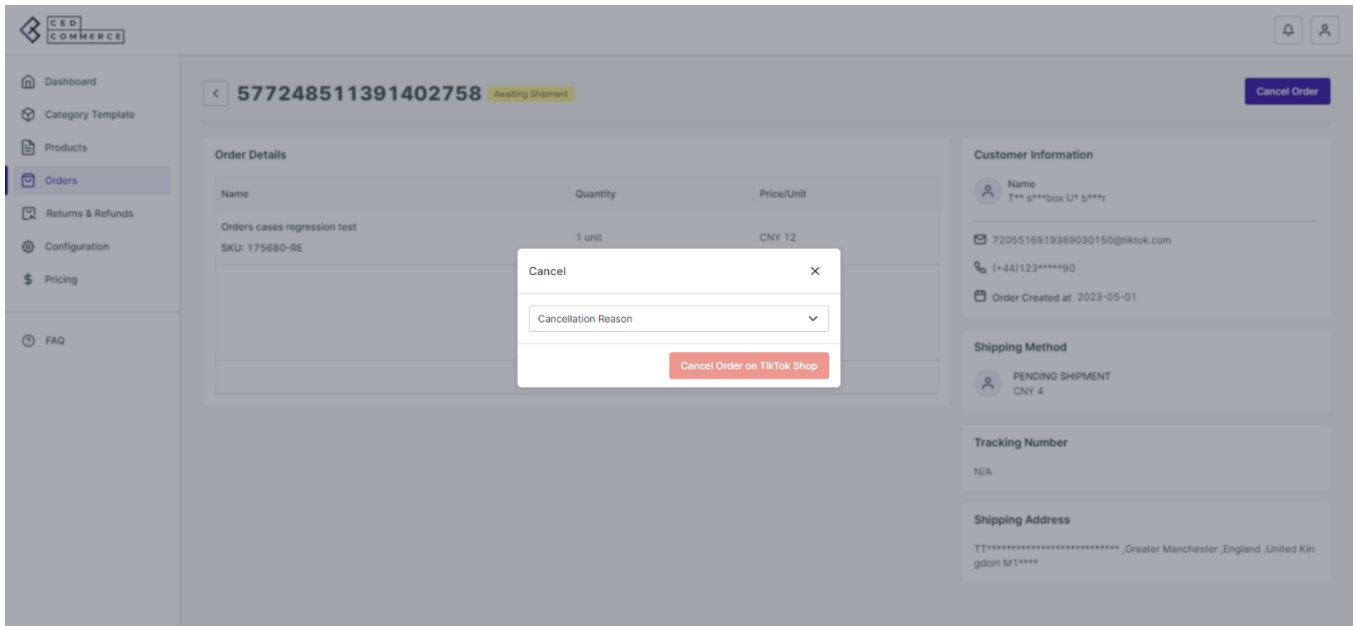 CED
COMMERCE
Dashboard
Category Template
Products
Orders
Returns & Refunds
Configuration
$ Pricing
FAQ
577248511391402758 Awaiting Shipment
Cancel Order
Order Details
Name Quantity Price/Unit
Orders cases regression test
SKU: 175680-RE
1 unit CNY 12
Cancel
Cancellation Reason
Cancel Order on TikTok Shop
Customer Information
Name
T** s***box U* b***r
7205516919389030150@tiktok.com
(+44)123*****90
Order Created at 2023-05-01
Shipping Method
PENDING SHIPMENT
CNY 4
Tracking Number
N/A
Shipping Address
TT*************************** ,Greater Manchester ,England ,United Kin
gdom M1****